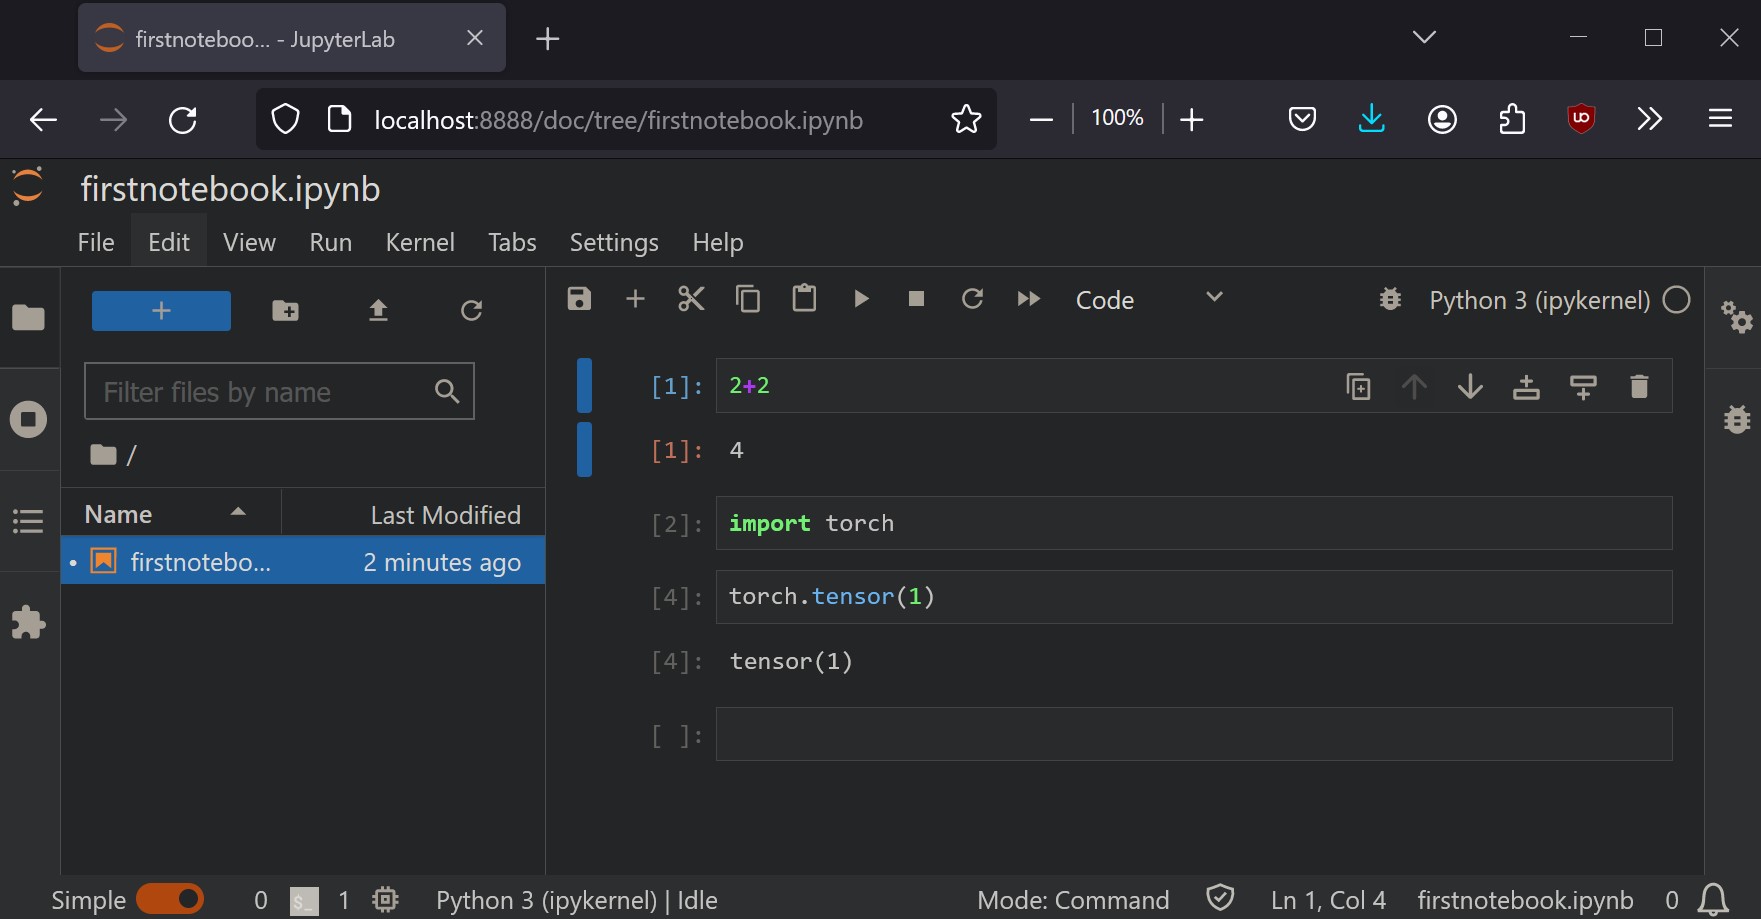 firstnoteboo... - JupyterLab
localhost:8888/doc/tree/firstnotebook.ipynb
100%
firstnotebook.ipynb
File Edit View Run Kernel Tabs Settings Help
Code
Python 3 (ipykernel)
Filter files by name
/
Name Last Modified
firstnotebo... 2 minutes ago
[1]: 2+2
[1]: 4
[2]: import torch
[4]: torch.tensor(1)
[4]: tensor(1)
[ ]:
Simple 0 $_ 1 Python 3 (ipykernel) | Idle Mode: Command Ln 1, Col 4 firstnotebook.ipynb 0